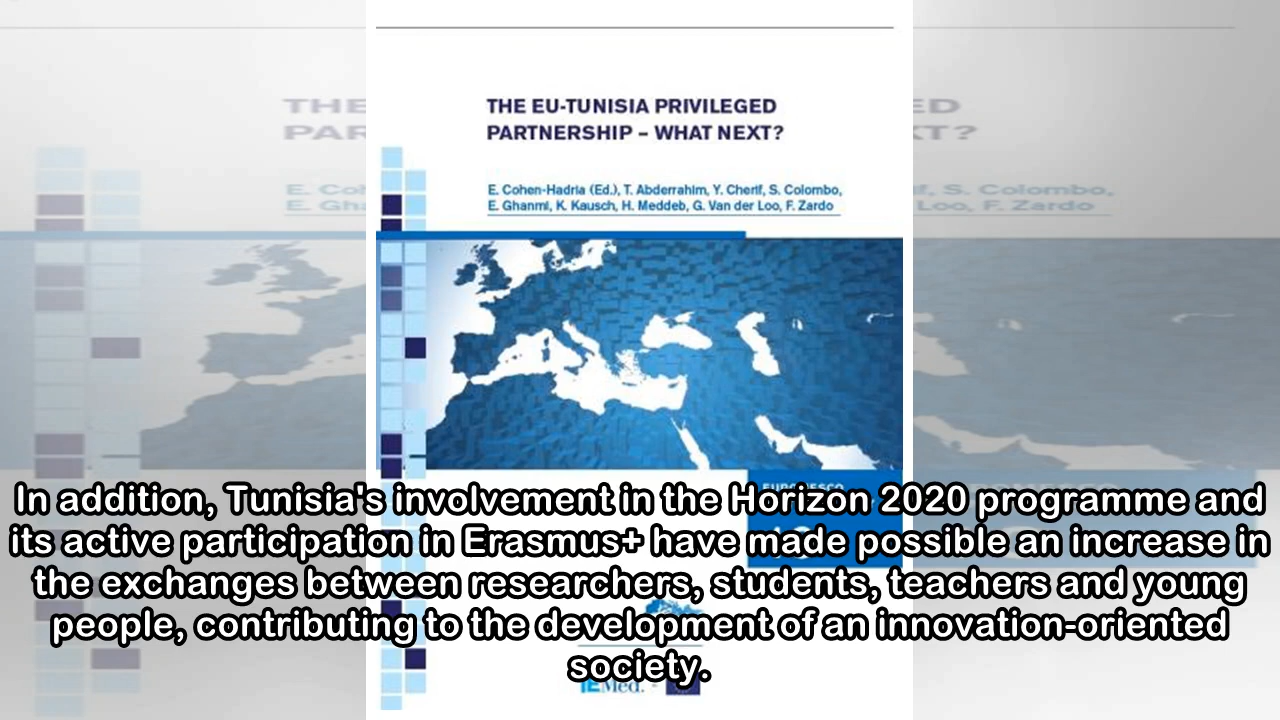 THE EU-TUNISIA PRIVILEGED
PARTNERSHIP – WHAT NEXT?
E. Cohen-Hadria (Ed.), T. Abderrahim, Y. Cherif, S. Colombo,
E. Ghanmi, K. Kausch, H. Meddeb, G. Van der Loo, F. Zardo
In addition, Tunisia's involvement in the Horizon 2020 programme and
its active participation in Erasmus+ have made possible an increase in
the exchanges between researchers, students, teachers and young
people, contributing to the development of an innovation-oriented
society.
IEMed.